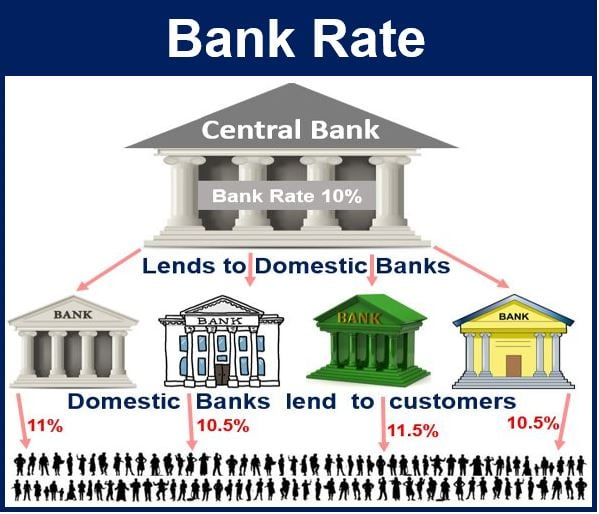 Bank Rate
Central Bank
Bank Rate 10%
Lends to Domestic Banks
BANK
BANK
BANK
BANK
Domestic Banks lend to customers
11%
10.5%
11.5%
10.5%